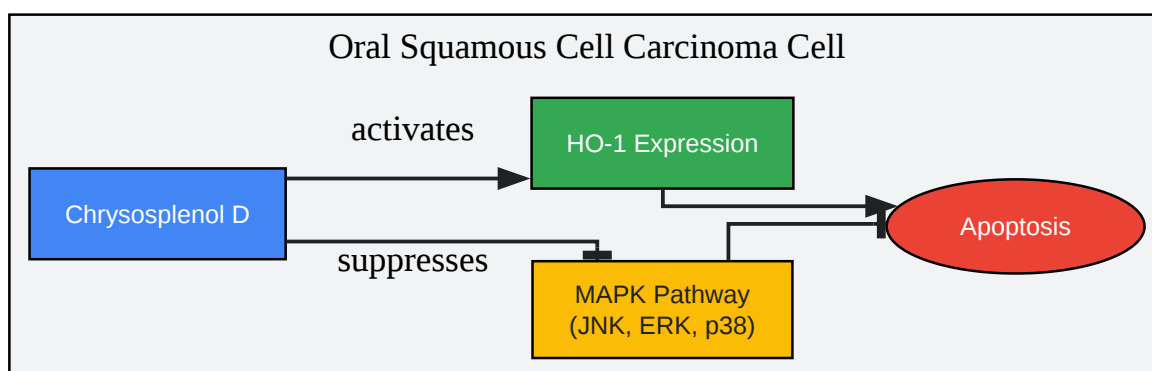 Oral Squamous Cell Carcinoma Cell
activates
HO-1 Expression
Chrysosplenol D
Apoptosis
suppresses
MAPK Pathway
(JNK, ERK, p38)